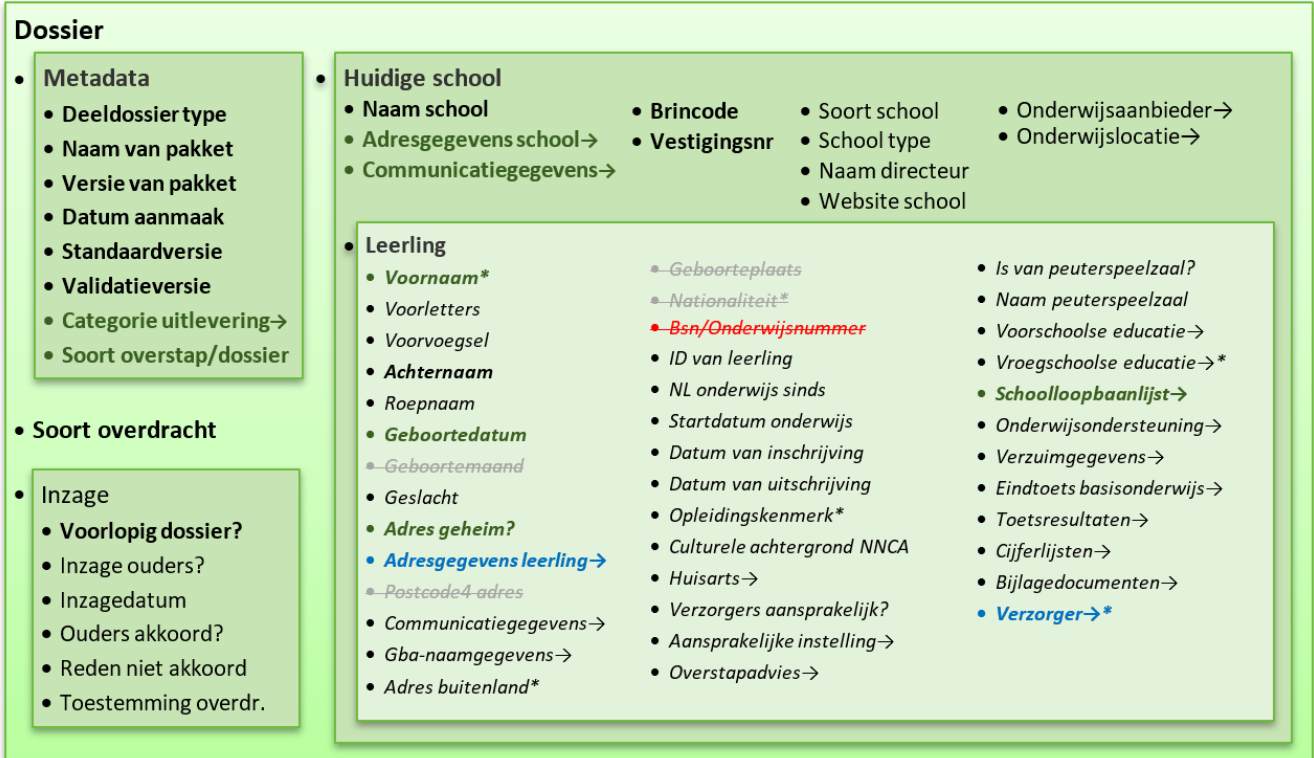 Dossier
• Metadata
• Deeldossier type
• Naam van pakket
• Versie van pakket
• Datum aanmaak
• Standaardversie
• Validatieversie
• Categorie uitlevering→
• Soort overstap/dossier
• Soort overdracht
• Inzage
• Voorlopig dossier?
• Inzage ouders?
• Inzagedatum
• Ouders akkoord?
• Reden niet akkoord
• Toestemming overdr.
• Huidige school
• Naam school
• Adresgegevens school→
• Communicatiegegevens→
• Brincode
• Vestigingsnr
• Soort school
• School type
• Naam directeur
• Website school
• Onderwijsaanbieder→
• Onderwijslocatie→
• Leerling
• Voornaam*
• Voorletters
• Voorvoegsel
• Achternaam
• Roepnaam
• Geboortedatum
• Geboortemaand
• Geslacht
• Adres geheim?
• Adresgegevens leerling→
• Postcode4 adres
• Communicatiegegevens→
• Gba-naamgegevens→
• Adres buitenland*
• Geboorteplaats
• Nationaliteit*
• Bsn/Onderwijsnummer
• ID van leerling
• NL onderwijs sinds
• Startdatum onderwijs
• Datum van inschrijving
• Datum van uitschrijving
• Opleidingskenmerk*
• Culturele achtergrond NNCA
• Huisarts→
• Verzorgers aansprakelijk?
• Aansprakelijke instelling→
• Overstapadvies→
• Is van peuterspeelzaal?
• Naam peuterspeelzaal
• Voorschoolse educatie→
• Vroegschoolse educatie→*
• Schoolloopbaanlijst→
• Onderwijsondersteuning→
• Verzuimgegevens→
• Eindtoets basisonderwijs→
• Toetsresultaten→
• Cijferlijsten→
• Bijlagedocumenten→
• Verzorger→*